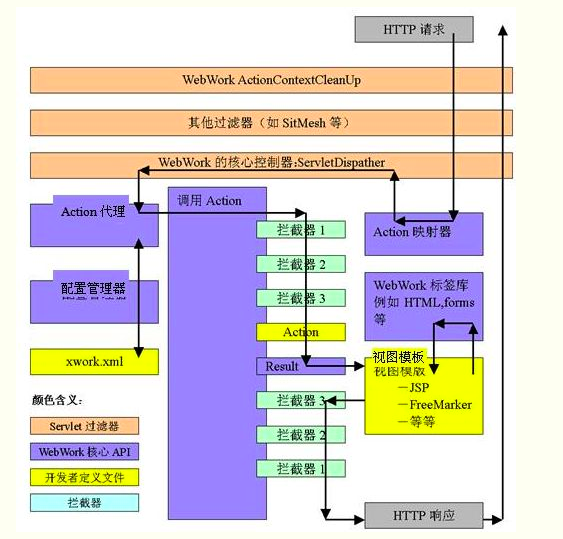 HTTP 请求
WebWork ActionContextCleanUp
其他过滤器（如 SitMesh 等）
WebWork 的核心控制器:ServletDispather
Action 代理
调用 Action
拦截器 1
Action 映射器
拦截器 2
配置管理器
拦截器 3
WebWork 标签库
例如 HTML,forms
等
xwork.xml
Action
Result
视图模板
视图模版
－JSP
－FreeMarker
－等等
拦截器 3
拦截器 2
拦截器 1
HTTP 响应
颜色含义:
Servlet 过滤器
WebWork 核心 API
开发者定义文件
拦截器